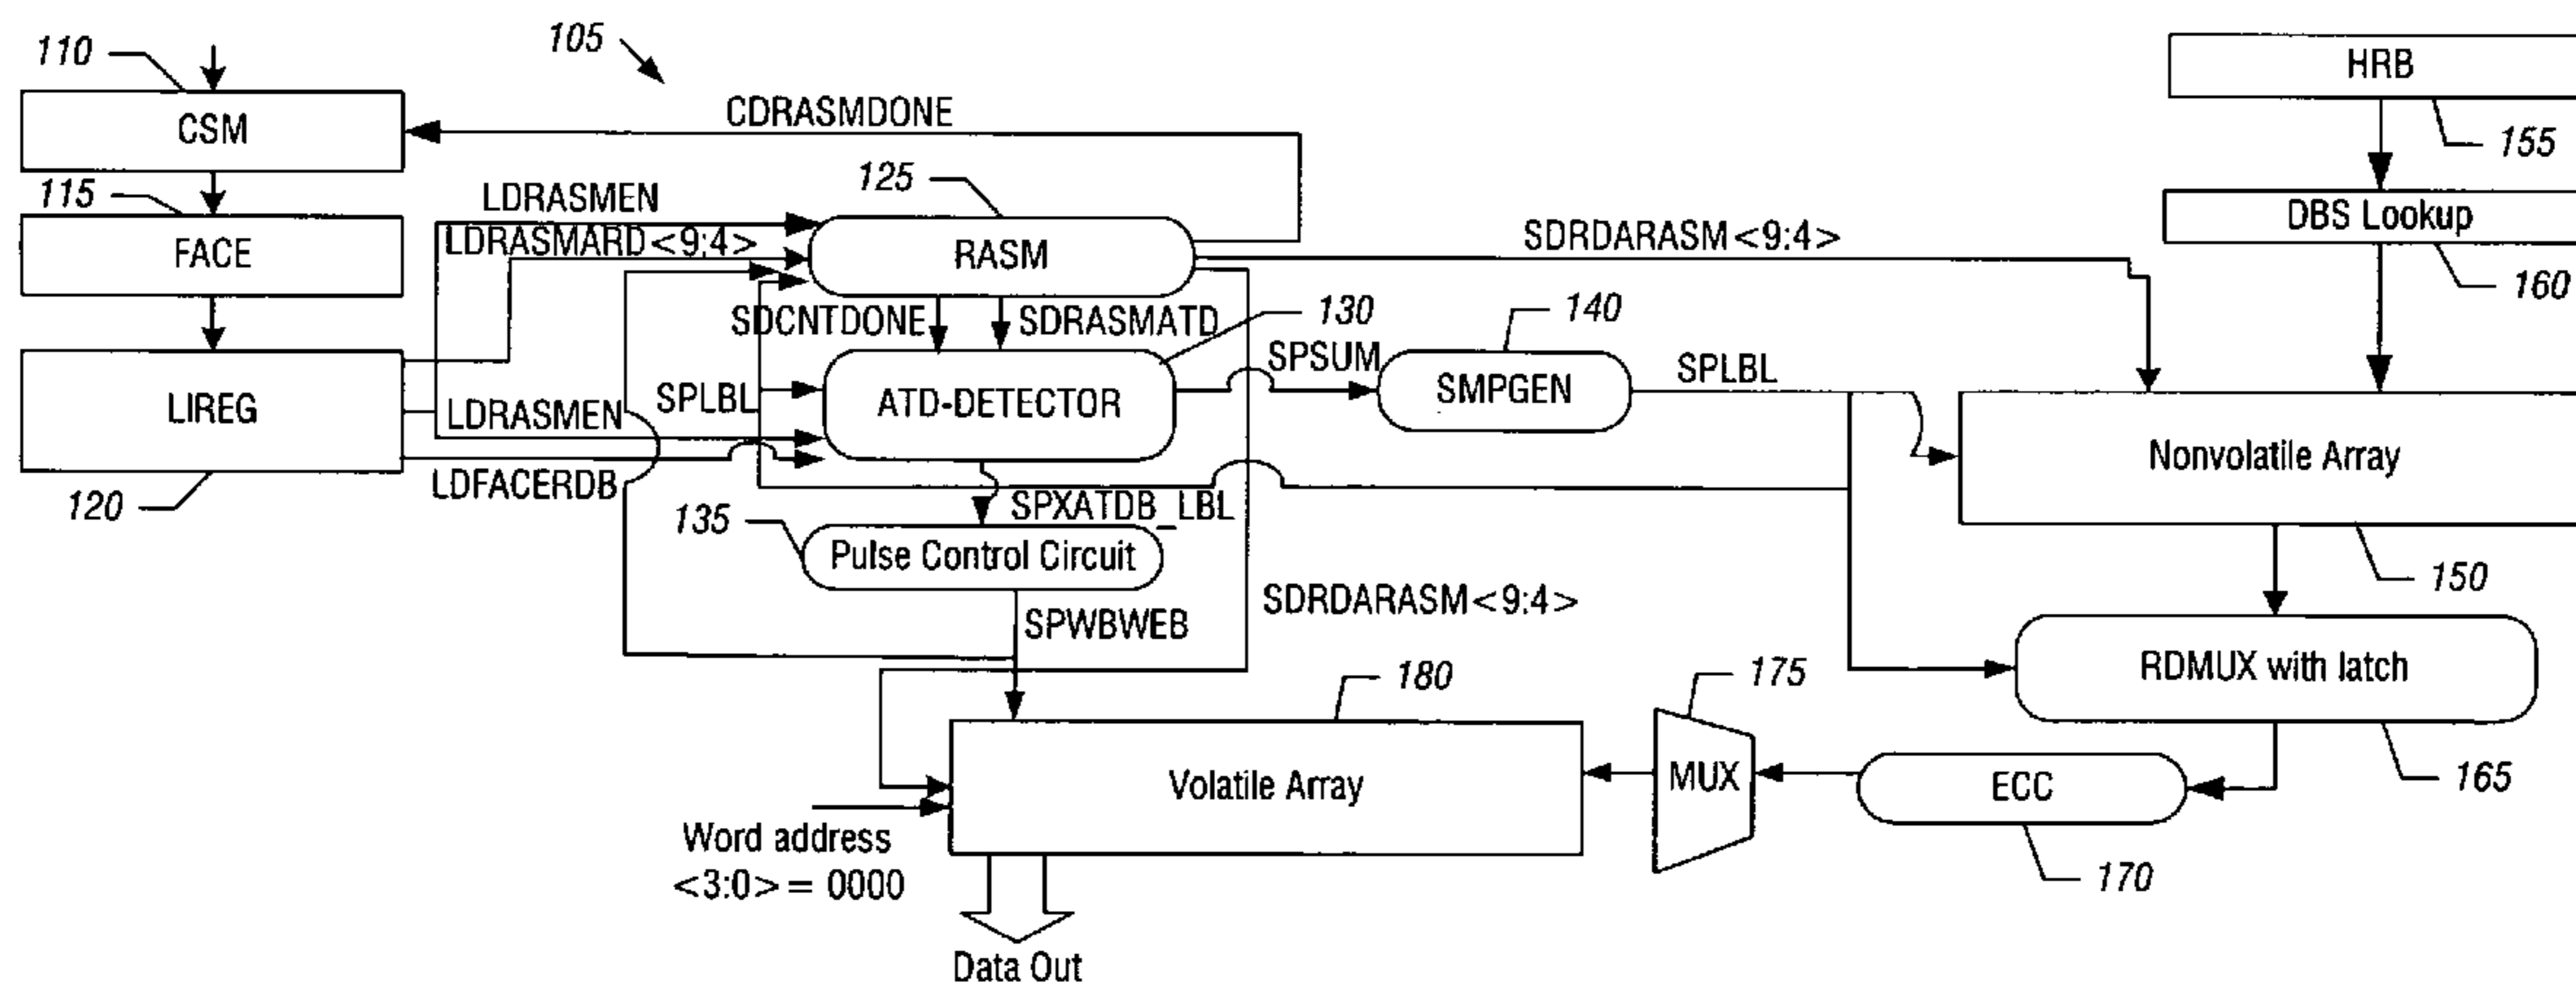 110
105
HRB
CSM
CDRASMDONE
155
115
LDRASMEN
125
DBS Lookup
FACE
LDRASMARD<9:4>
RASM
SDRDARASM<9:4>
160
SDCNTDONE
SDRASMATD
130
140
SPSUM
LIREG
SPLBL
ATD-DETECTOR
SMPGEN
SPLBL
LDRASMEN
Nonvolatile Array
LDFACERDB
120
135
SPXATDB_LBL
Pulse Control Circuit
150
SPWBWEB
SDRDARASM<9:4>
180
175
RDMUX with latch
Volatile Array
MUX
ECC
165
Word address
<3:0> = 0000
170
Data Out